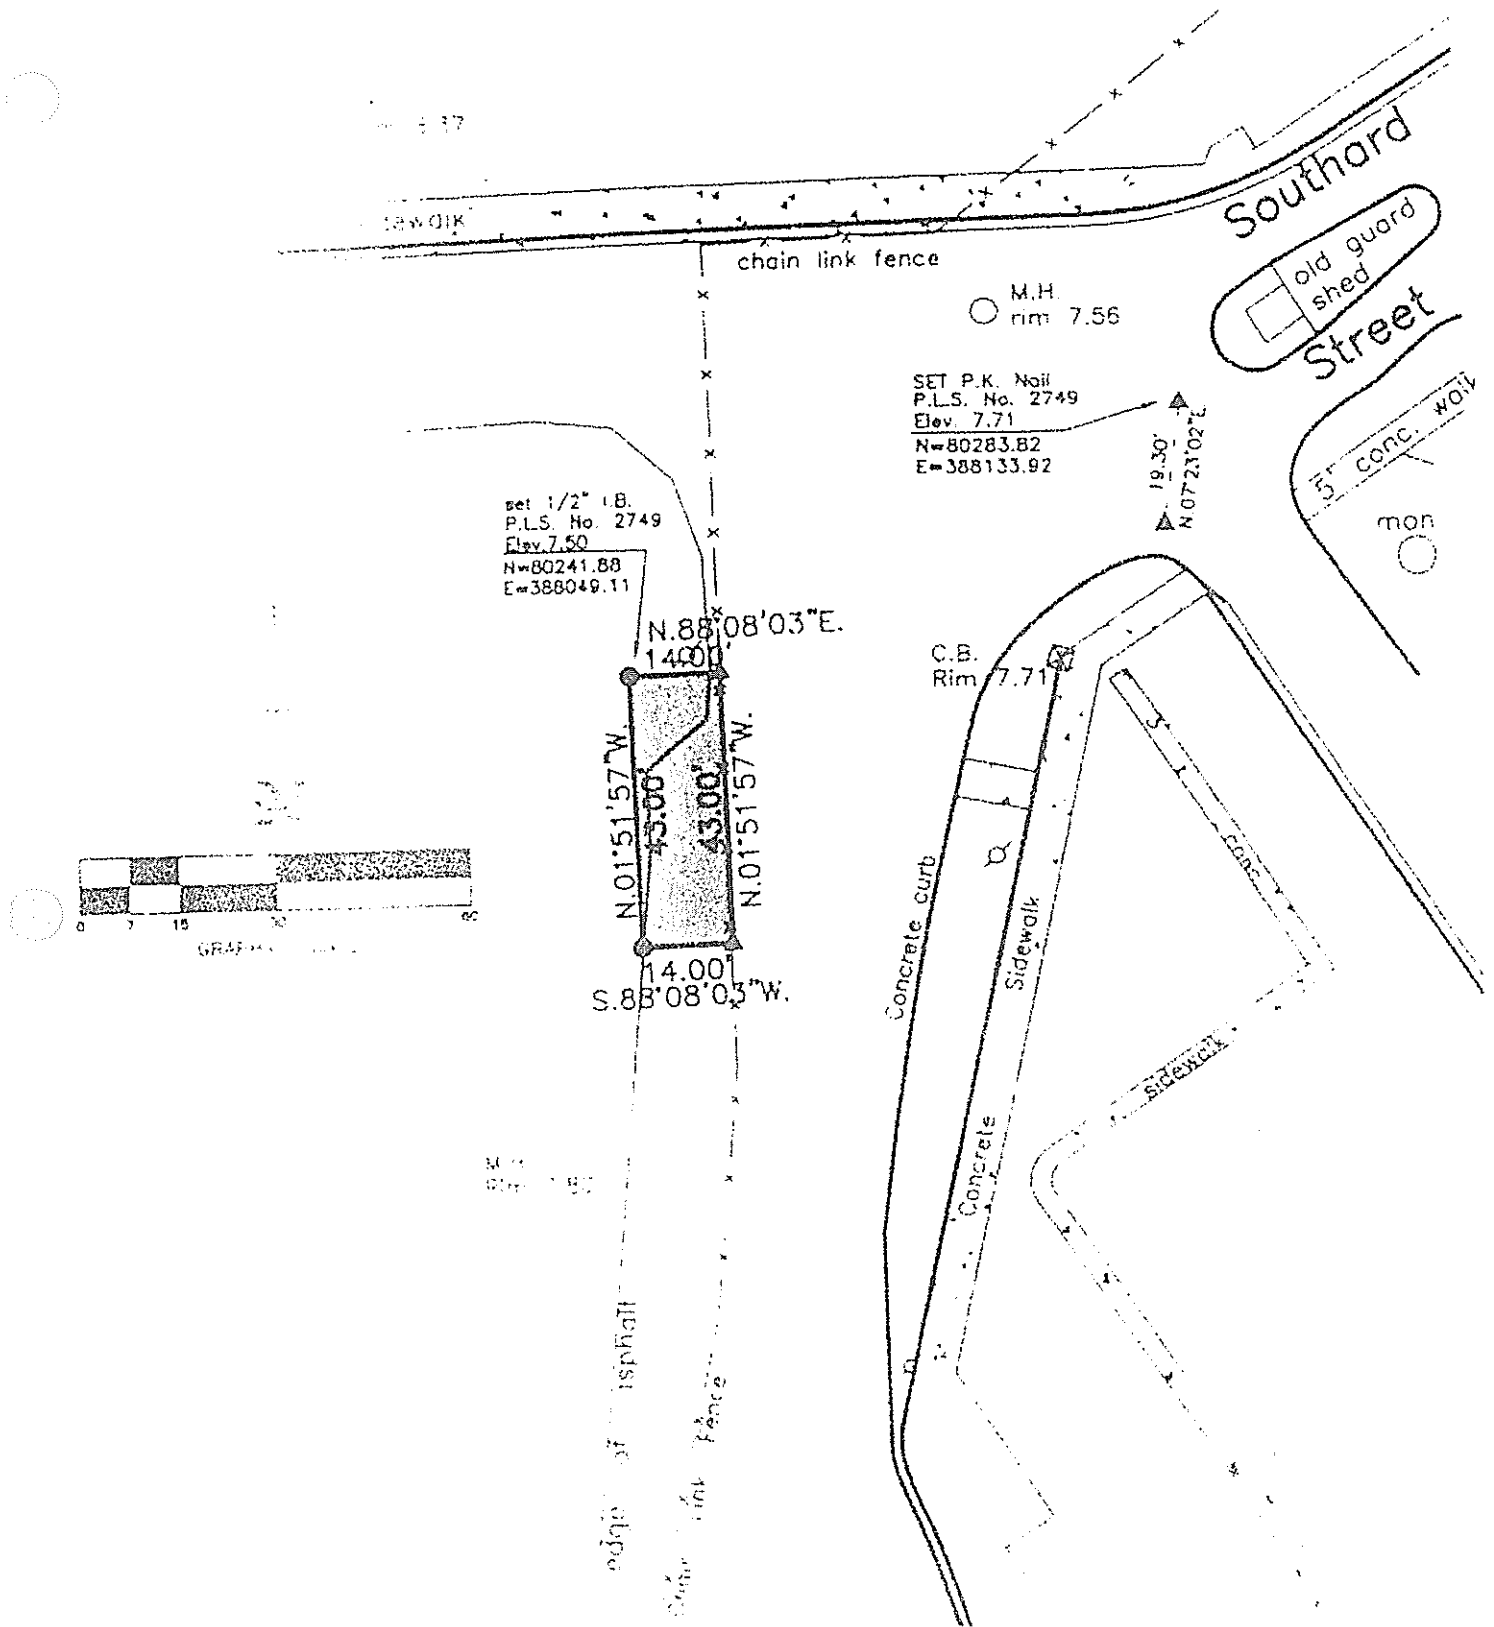 Southard
Street
old guard
shed
chain link fence
M.H.
rim 7.56
SET P.K. Nail
P.L.S. No. 2749
Elev. 7.71
N=80283.82
E=388133.92
19.30'
N.07°23'02"E.
5' conc. walk
mon
set 1/2" I.B.
P.L.S. No. 2749
Elev.7.50
N=80241.88
E=388049.11
N.88°08'03"E.
14.00'
C.B.
Rim 7.71
N.01°51'57"W.
43.00'
43.00'
N.01°51'57"W.
14.00'
S.88°08'03"W.
Concrete curb
Sidewalk
Concrete
conc.
sidewalk
0 7 15 30
edge of
Fence